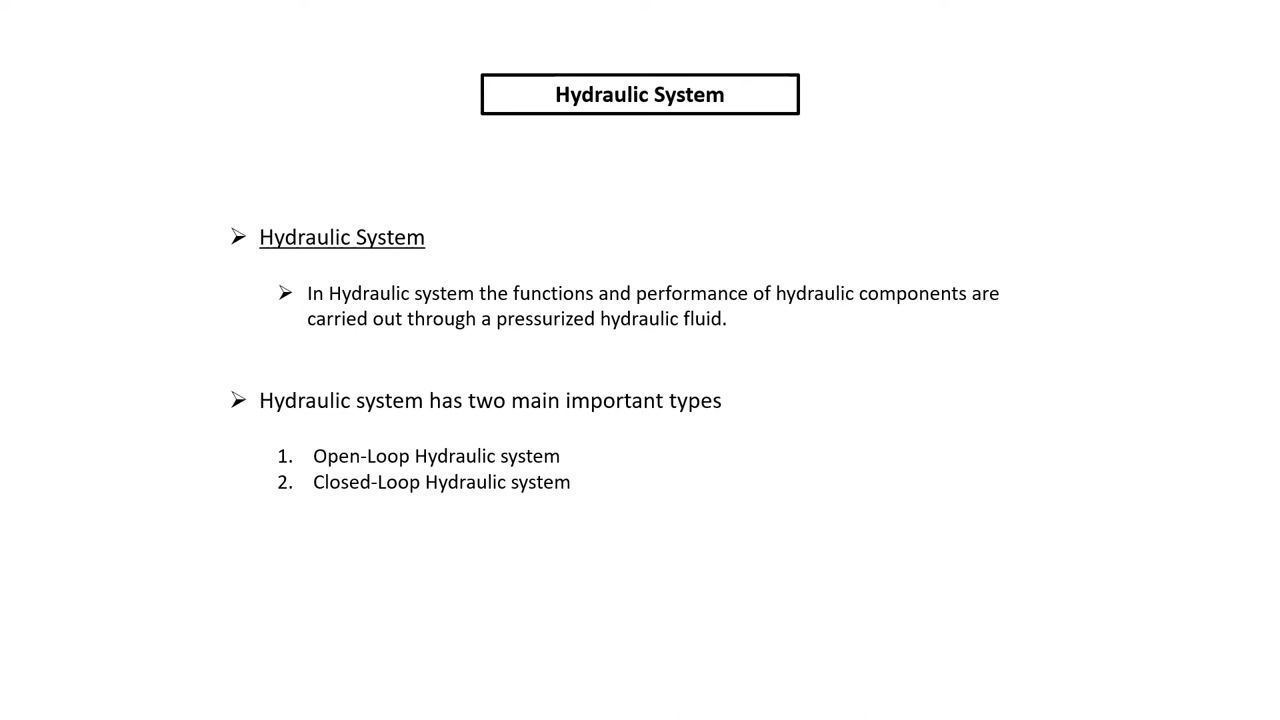 Hydraulic System
➢ Hydraulic System
➢ In Hydraulic system the functions and performance of hydraulic components are
carried out through a pressurized hydraulic fluid.
➢ Hydraulic system has two main important types
1. Open-Loop Hydraulic system
2. Closed-Loop Hydraulic system